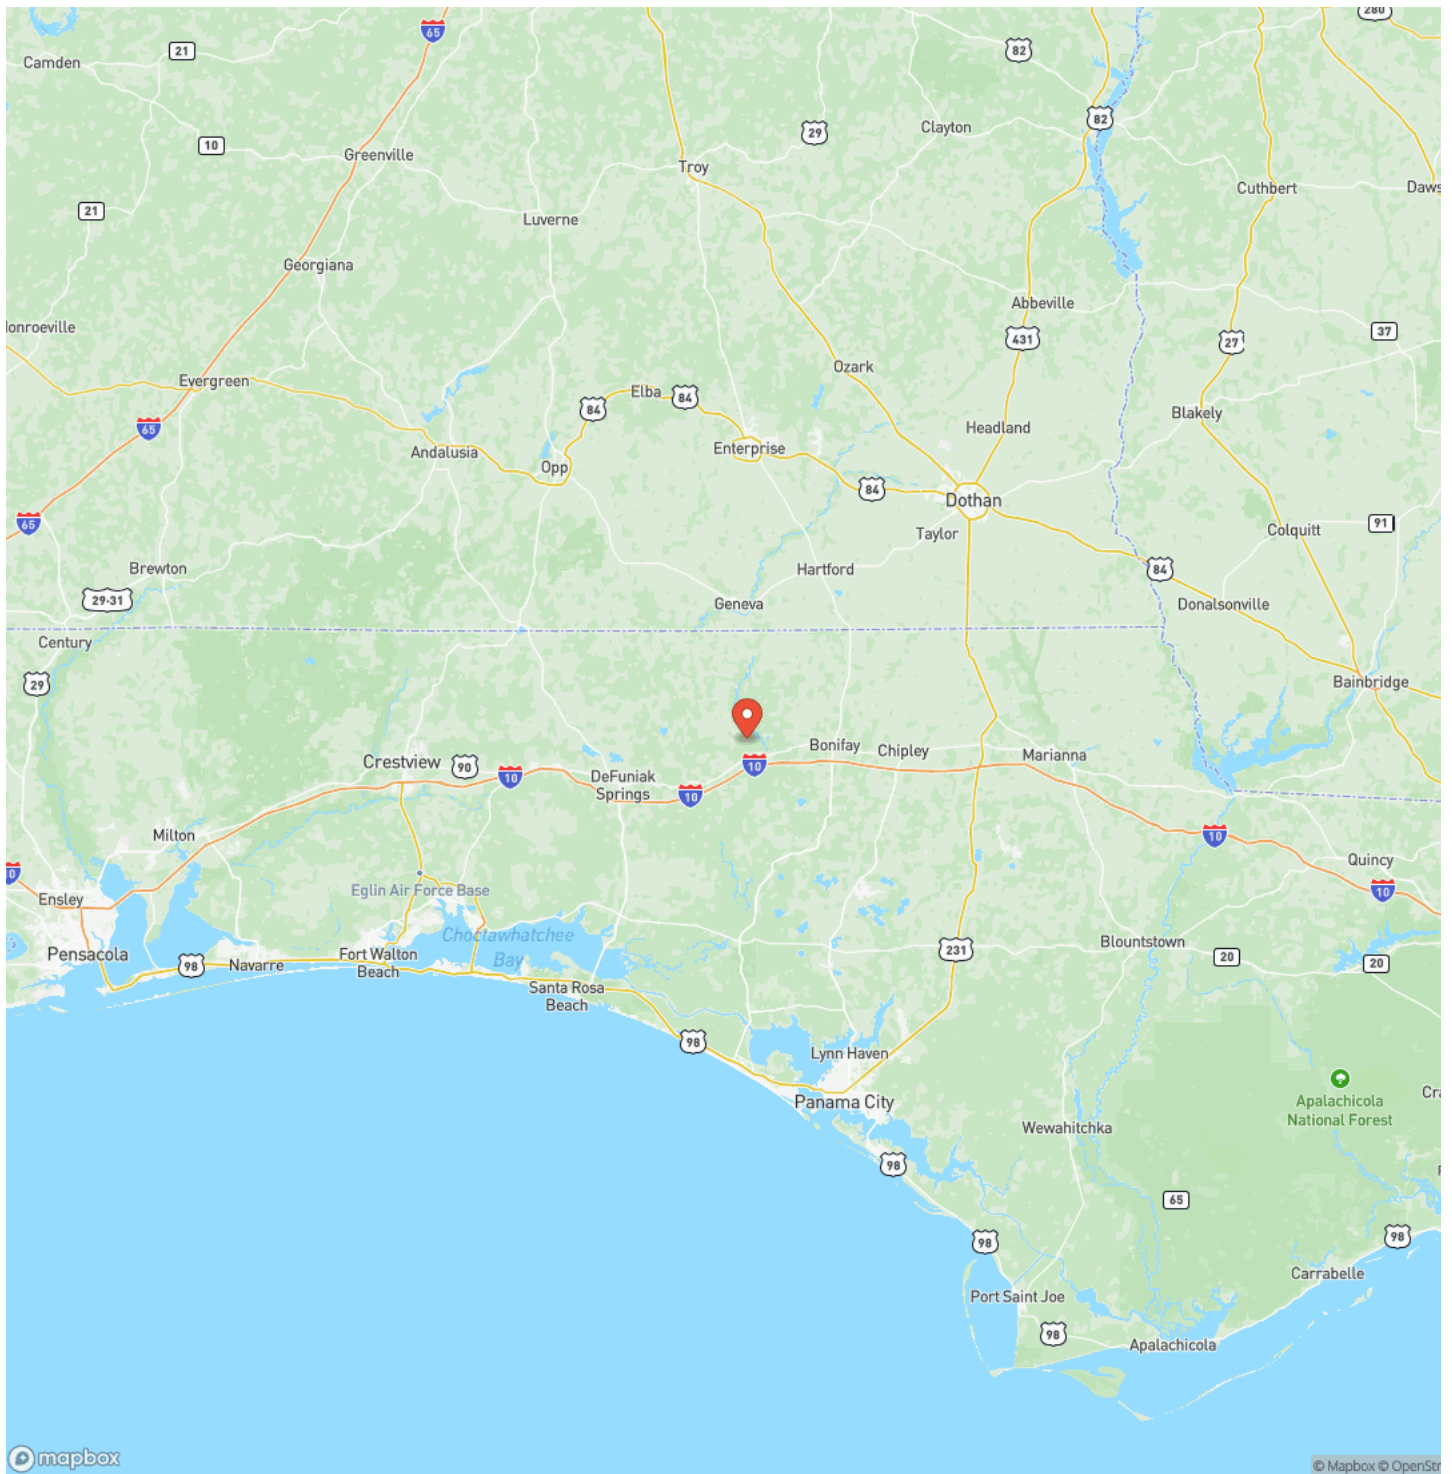 280
65
Camden
21
82
82
29
Clayton
10
Greenville
Troy
Cuthbert
Daws
21
Luverne
Georgiana
Abbeville
onroeville
37
431
27
Ozark
Evergreen
Elba
84
84
Blakely
65
Headland
Enterprise
Andalusia
Opp
84
Dothan
65
91
Colquitt
Taylor
Brewton
Hartford
84
29-31
Geneva
Donalsonville
Century
29
Bainbridge
Bonifay
Chipley
Marianna
Crestview
90
10
10
DeFuniak
Springs
10
Milton
10
Quincy
0
Eglin Air Force Base
10
Ensley
Choctawhatchee
Bay
Blountstown
Pensacola
Fort Walton
Beach
231
20
20
98
Navarre
Santa Rosa
Beach
98
Lynn Haven
Apalachicola
National Forest
Cra
Panama City
Wewahitchka
98
65
98
98
Carrabelle
Port Saint Joe
98
Apalachicola
mapbox
© Mapbox © OpenStr